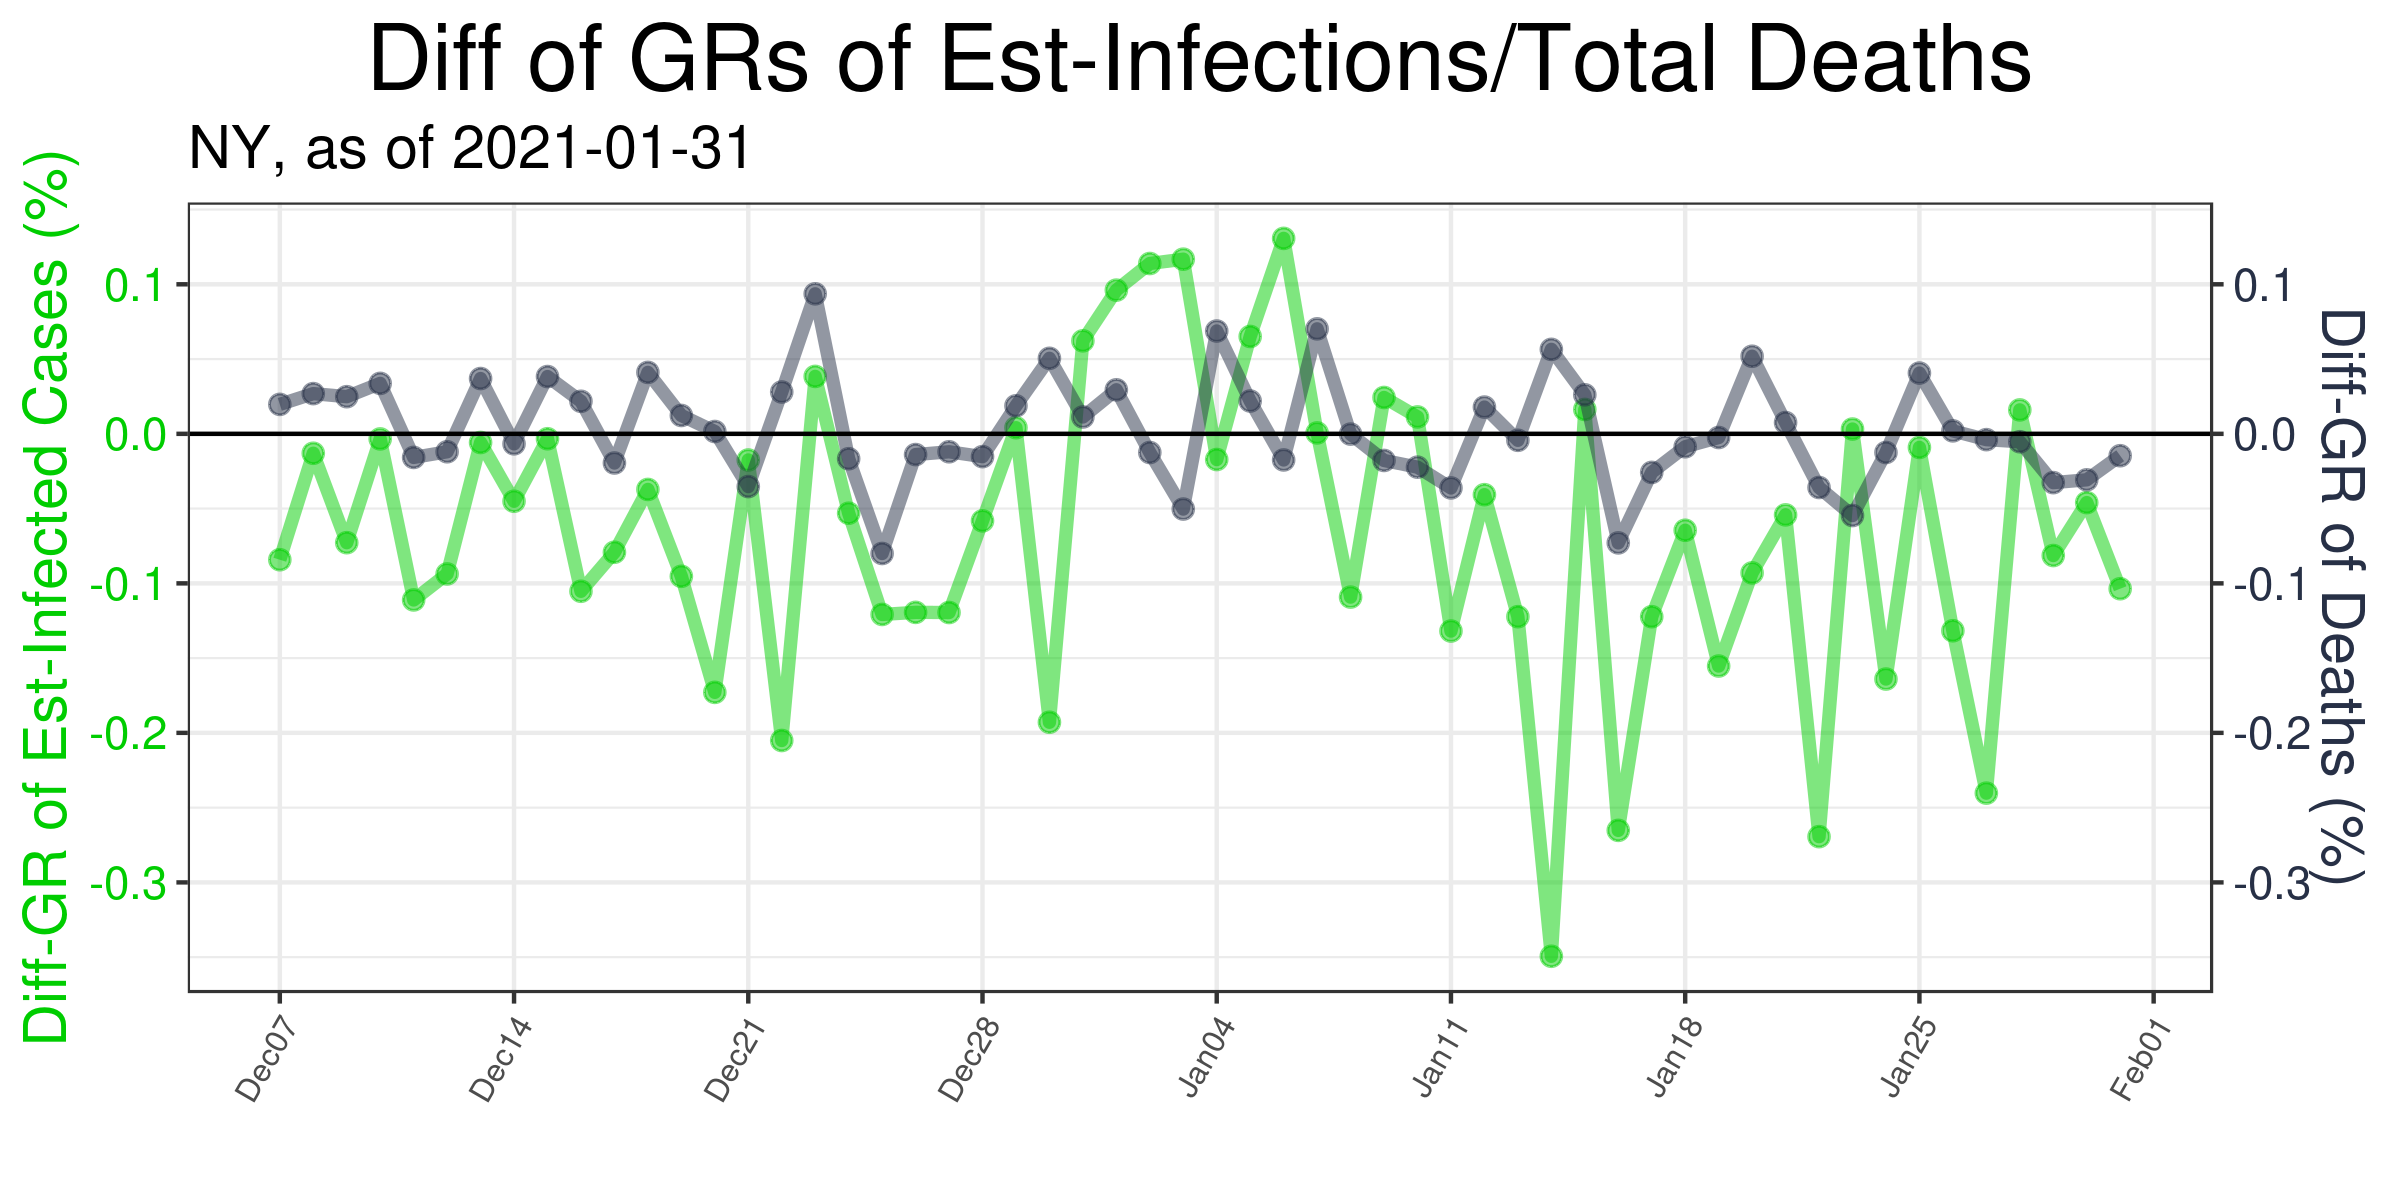 Diff of GRs of Est-Infections/Total Deaths
NY, as of 2021-01-31
Diff-GR of Est-Infected Cases (%)
0.1
0.0
-0.1
-0.2
-0.3
0.1
0.0
-0.1
-0.2
-0.3
Diff-GR of Deaths (%)
Dec07
Dec14
Dec21
Dec28
Jan04
Jan11
Jan18
Jan25
Feb01